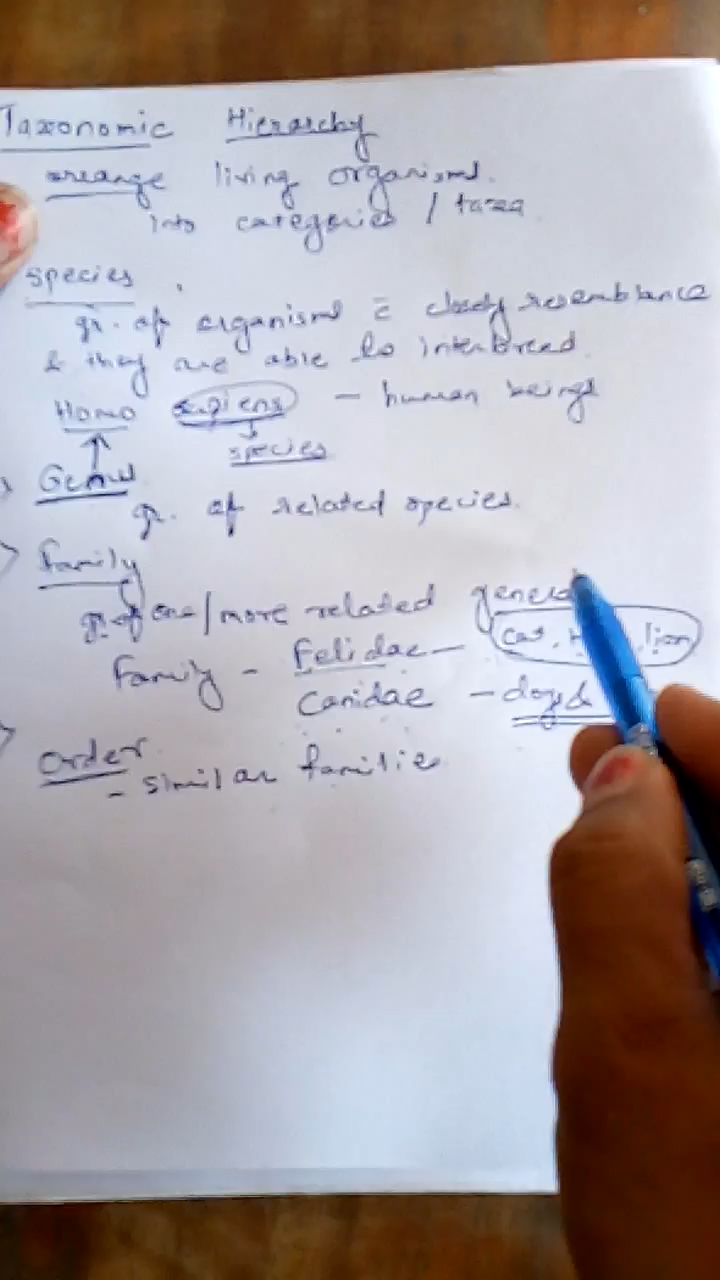 Taxonomic Hierarchy
arrange living organisms.
into categories / taxa
species
gr. of organisms c̄ closely resemblance
& they are able to interbreed.
Homo sapiens – human beings
species
Genus
gr. of related species.
Family
gr. of one/more related genera
cat, lion
Family - Felidae –
Canidae – dogs
Order
- similar families